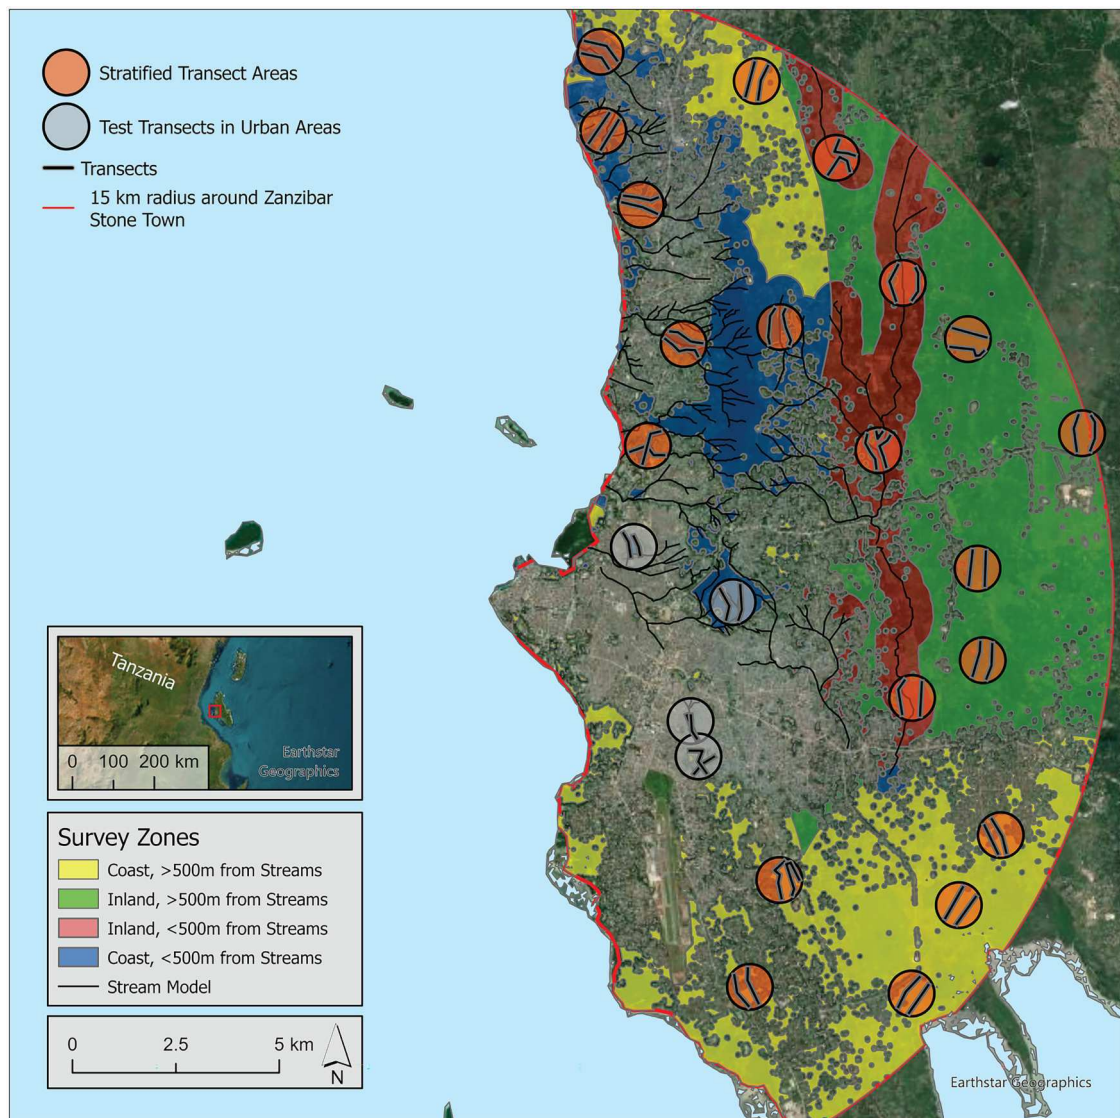 Stratified Transect Areas
Test Transects in Urban Areas
Transects
15 km radius around Zanzibar
Stone Town
Tanzania
Earthstar
Geographics
0 100 200 km
Survey Zones
Coast, >500m from Streams
Inland, >500m from Streams
Inland, <500m from Streams
Coast, <500m from Streams
Stream Model
0 2.5 5 km
N
Earthstar Geographics